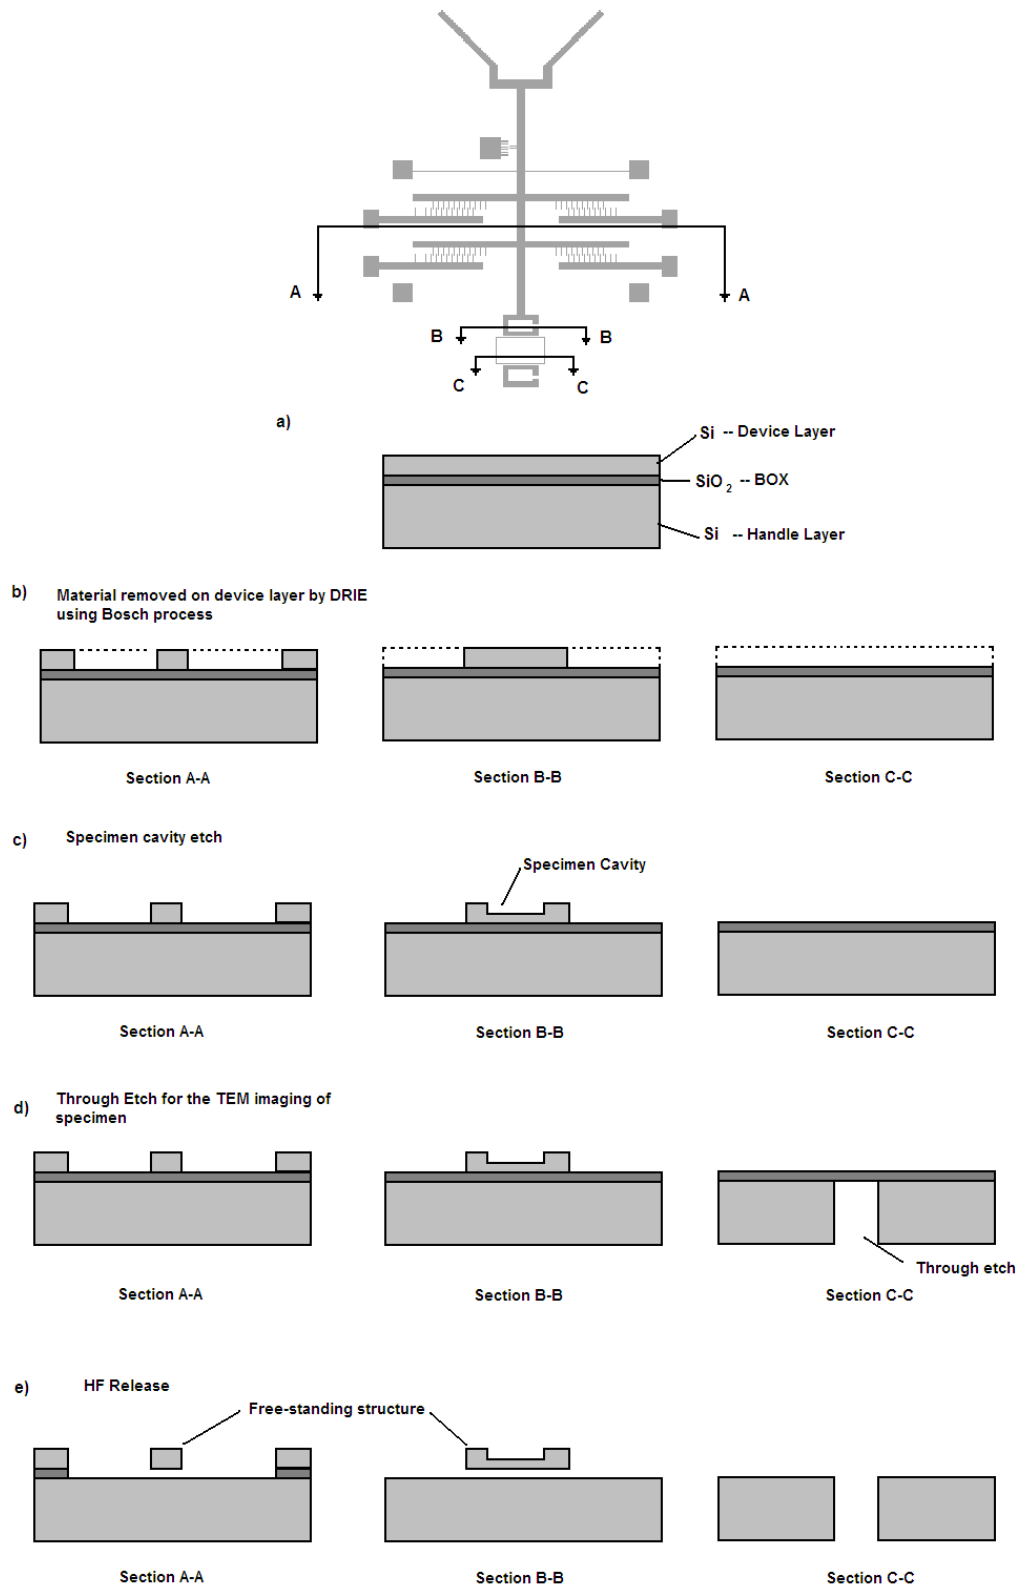 A A
B B
C C
a)
Si -- Device Layer
SiO2 -- BOX
Si -- Handle Layer
b) Material removed on device layer by DRIE
using Bosch process
Section A-A Section B-B Section C-C
c) Specimen cavity etch
Specimen Cavity
Section A-A Section B-B Section C-C
d) Through Etch for the TEM imaging of
specimen
Through etch
Section A-A Section B-B Section C-C
e) HF Release
Free-standing structure
Section A-A Section B-B Section C-C